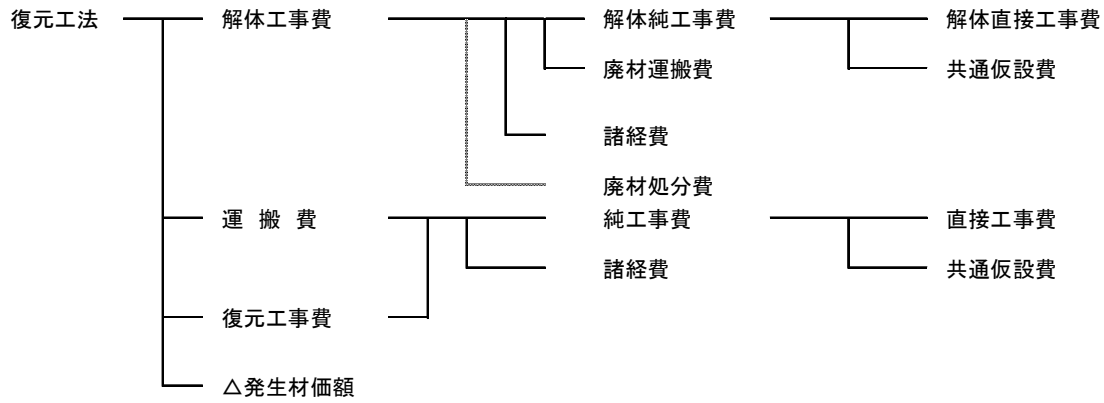 復元工法 解体工事費 解体純工事費 解体直接工事費
廃材運搬費 共通仮設費
諸経費
廃材処分費
運 搬 費 純工事費 直接工事費
諸経費 共通仮設費
復元工事費
△発生材価額